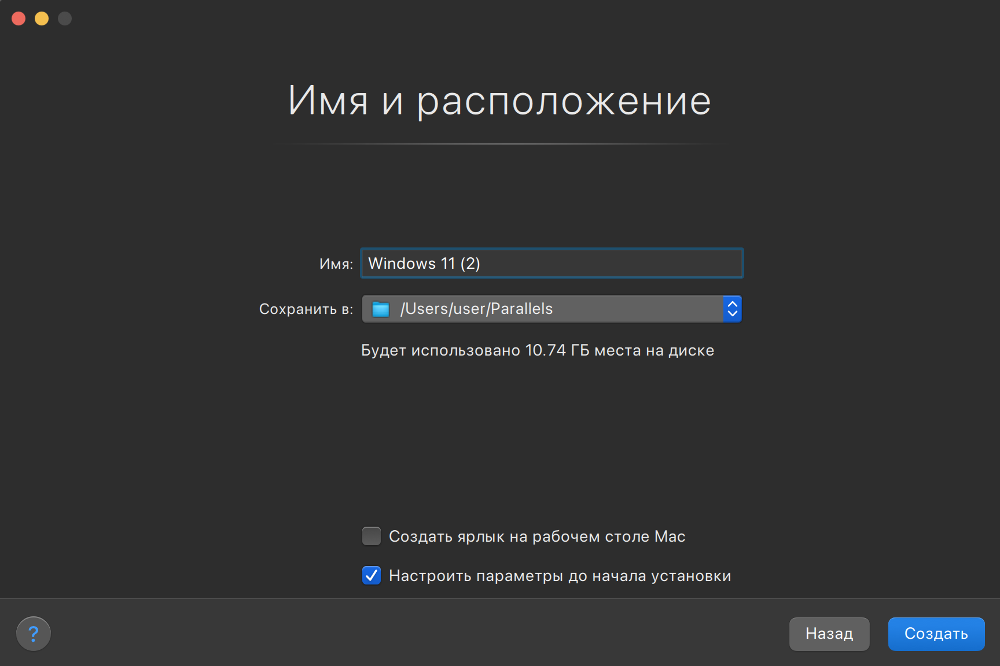 Имя и расположение
Имя: Windows 11 (2)
Сохранить в: /Users/user/Parallels
Будет использовано 10.74 ГБ места на диске
Создать ярлык на рабочем столе Mac
Настроить параметры до начала установки
? Назад Создать